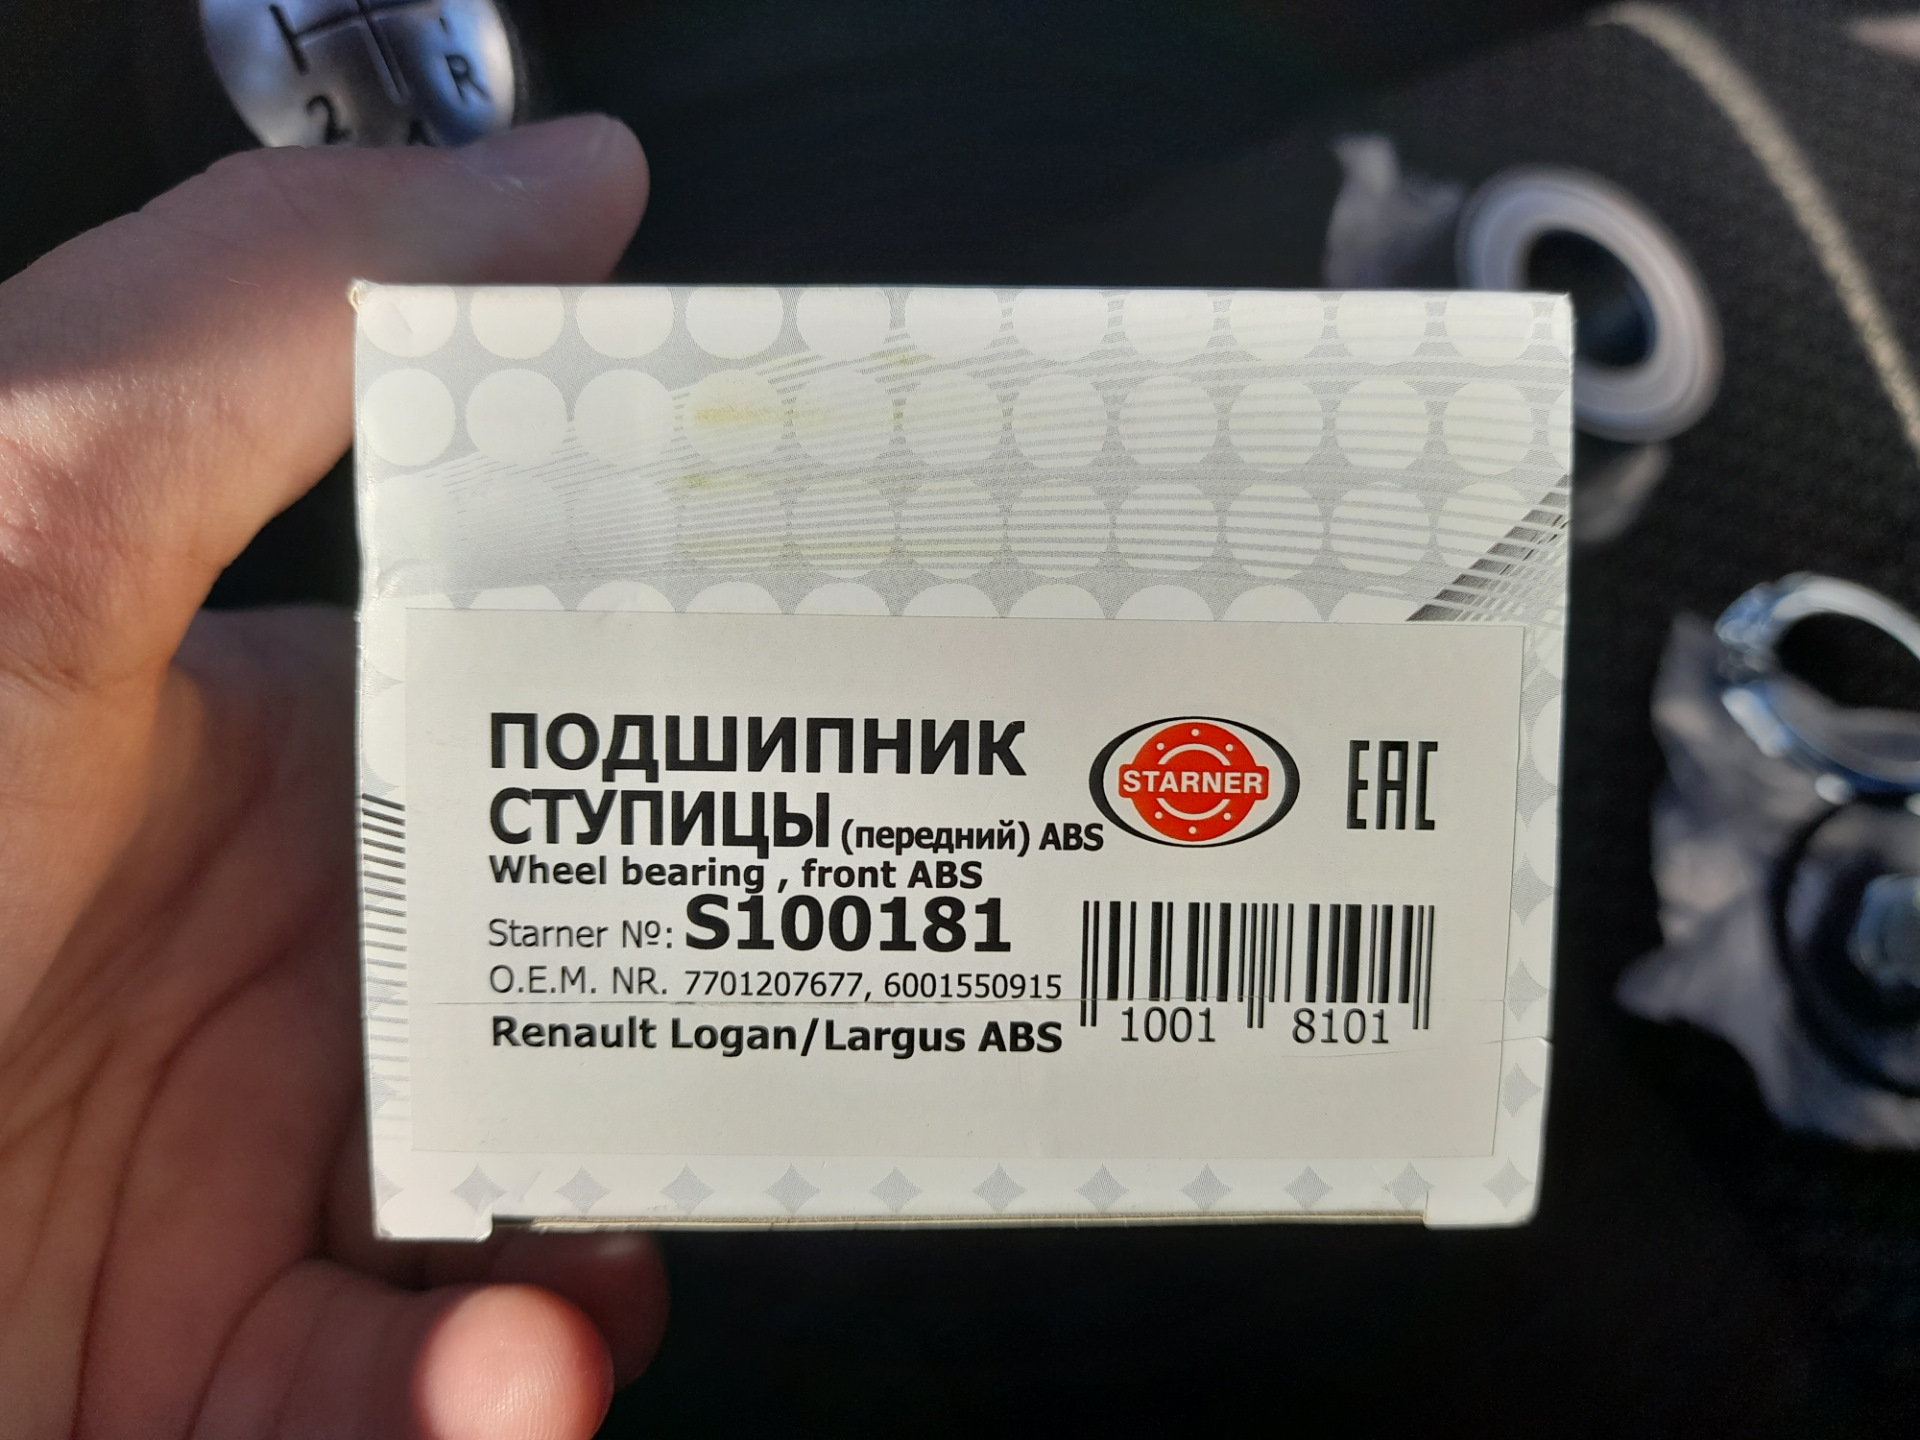 R
2
ПОДШИПНИК
СТУПИЦЫ (передний) ABS
STARNER
EAC
Wheel bearing , front ABS
Starner №: S100181
O.E.M. NR. 7701207677, 6001550915
Renault Logan/Largus ABS
1001 8101